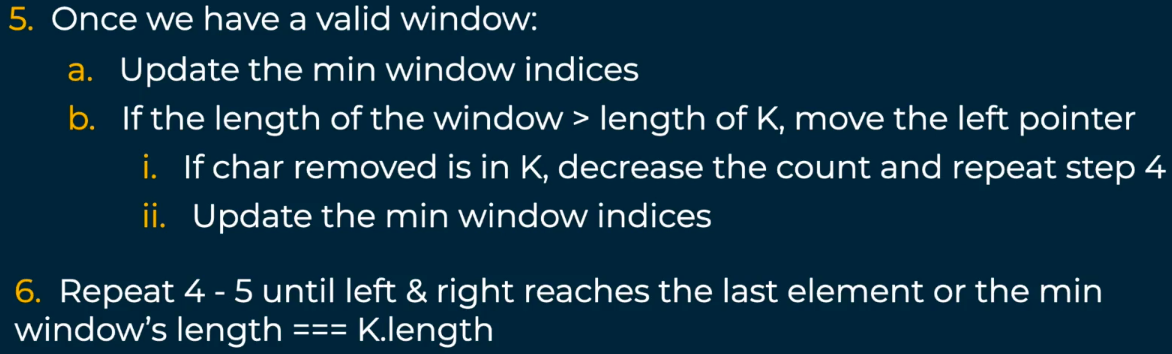 5. Once we have a valid window:
a. Update the min window indices
b. If the length of the window > length of K, move the left pointer
i. If char removed is in K, decrease the count and repeat step 4
ii. Update the min window indices
6. Repeat 4 - 5 until left & right reaches the last element or the min
window's length === K.length